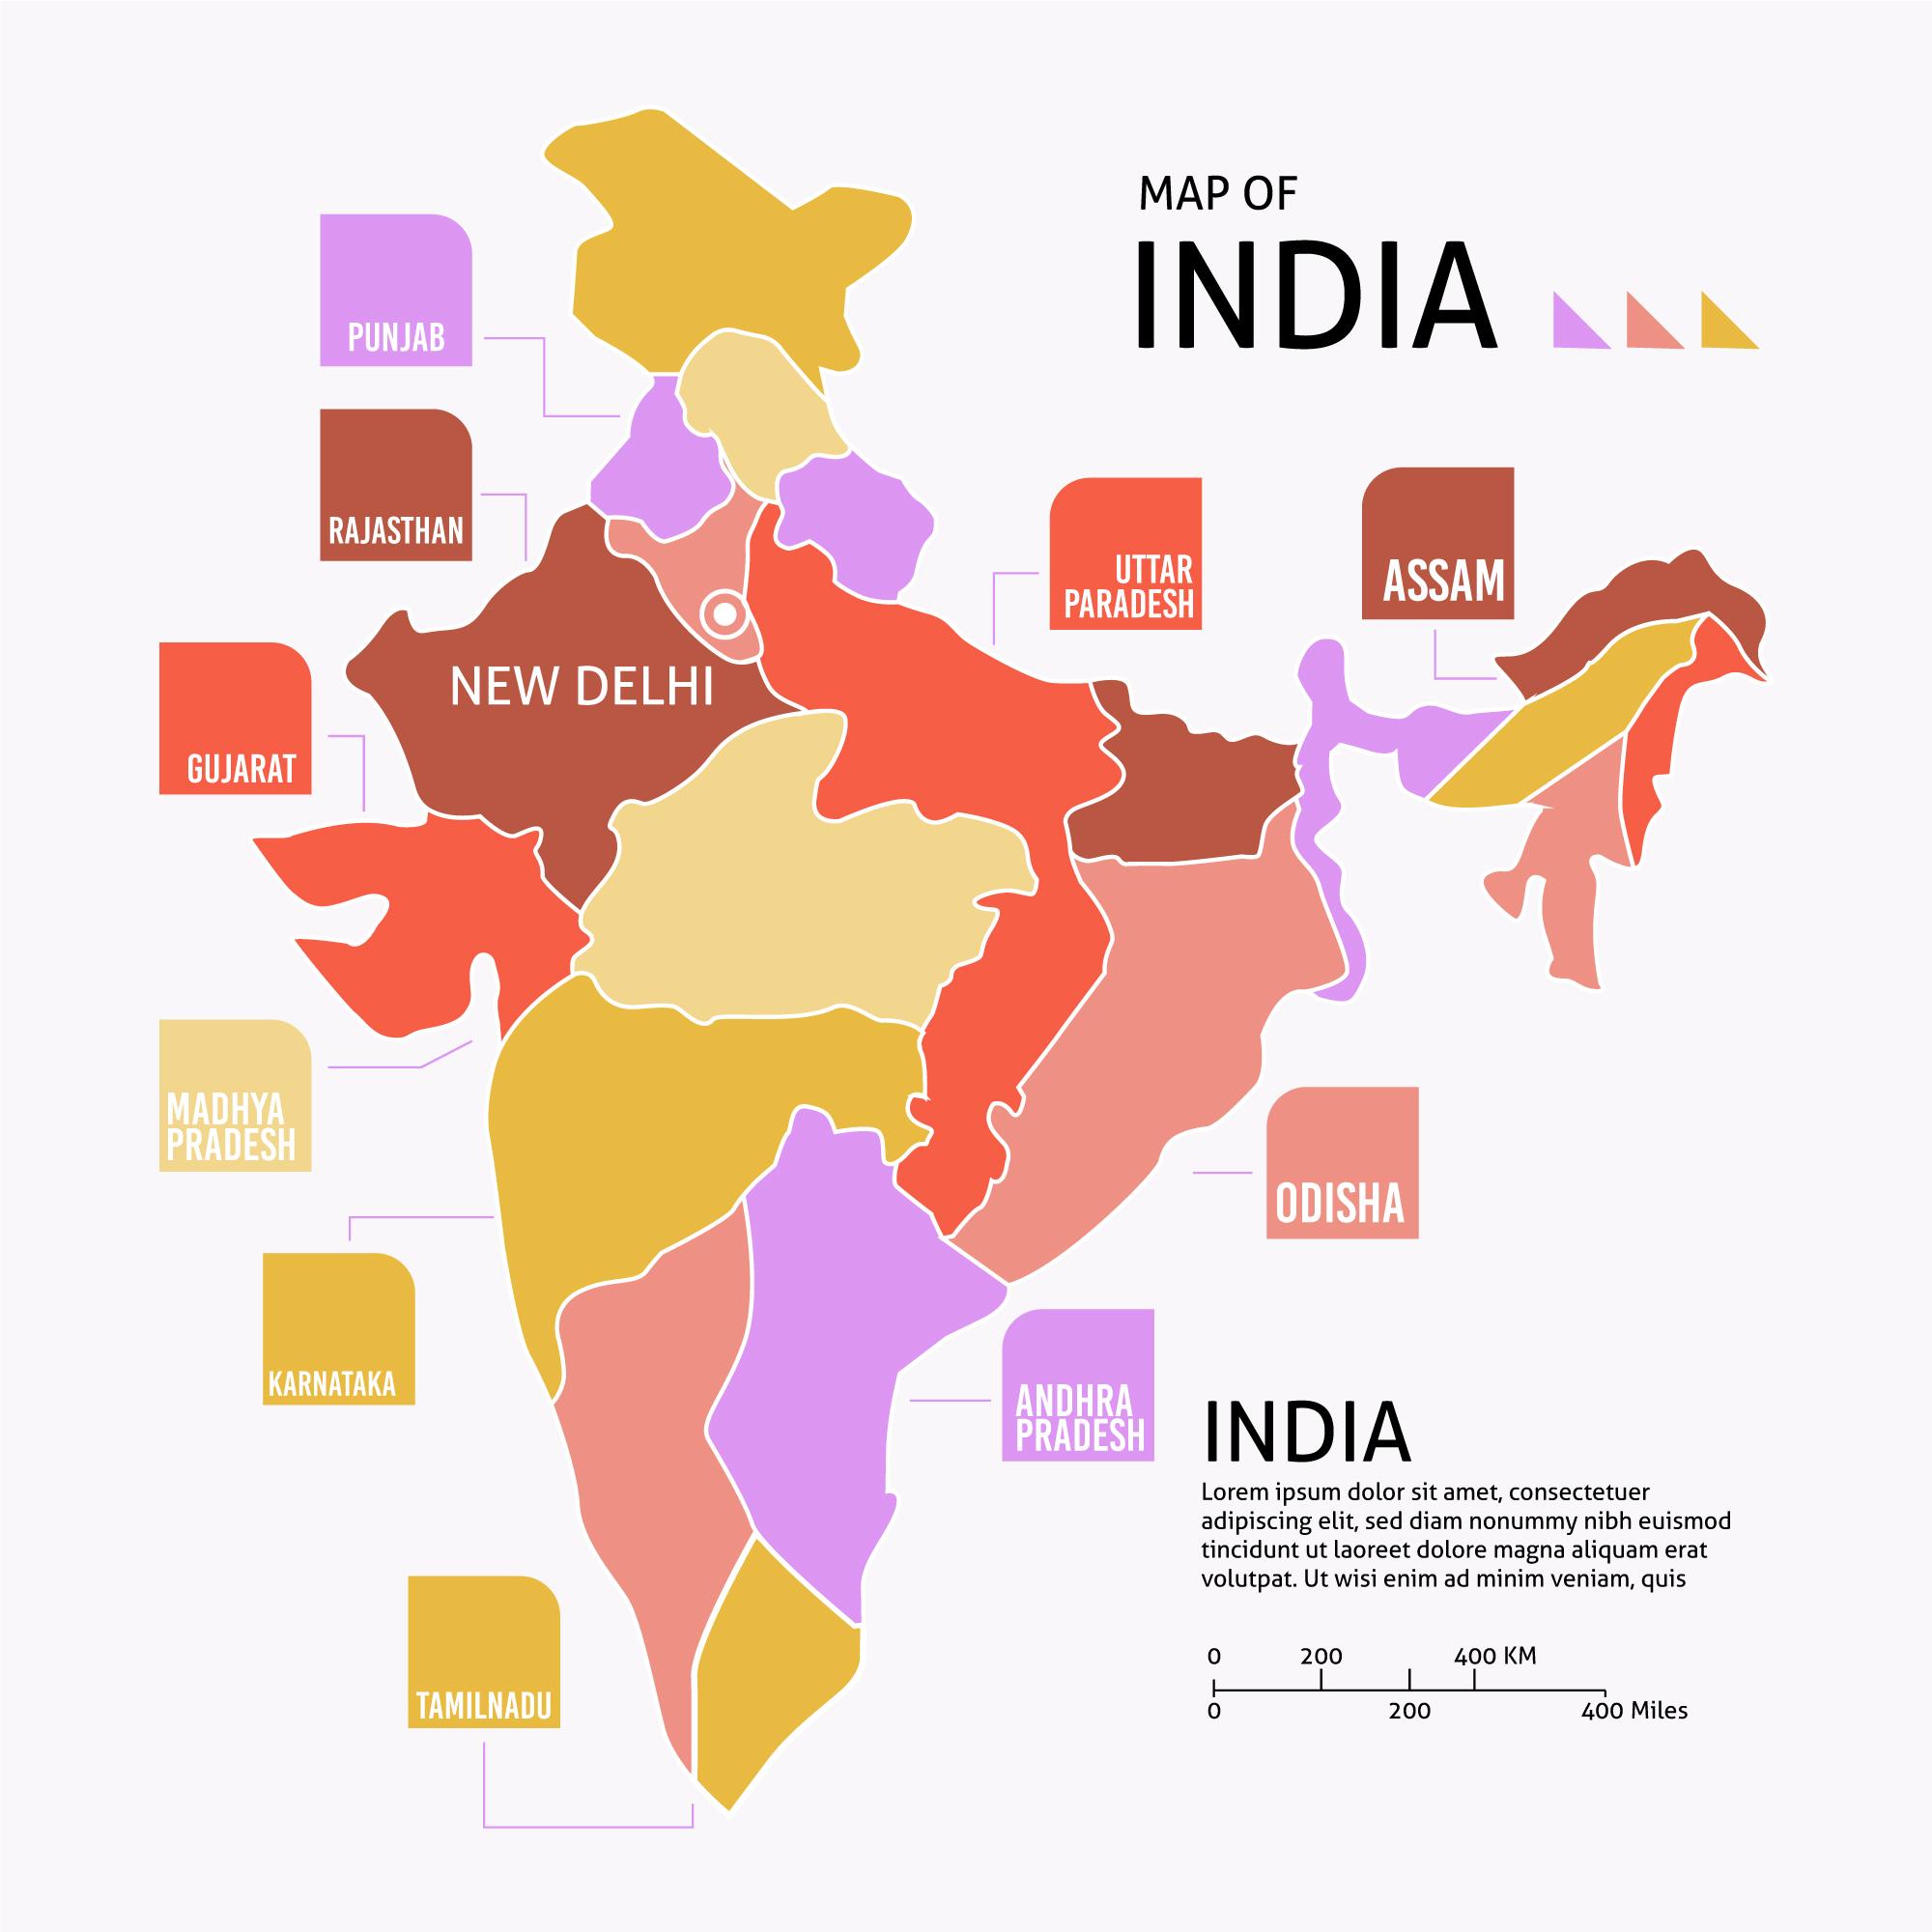 MAP OF
INDIA
PUNJAB
RAJASTHAN
UTTAR
PARADESH
ASSAM
NEW DELHI
GUJARAT
MADHYA
PRADESH
ODISHA
KARNATAKA
ANDHRA
PRADESH
INDIA
Lorem ipsum dolor sit amet, consectetuer
adipiscing elit, sed diam nonummy nibh euismod
tincidunt ut laoreet dolore magna aliquam erat
volutpat. Ut wisi enim ad minim veniam, quis
TAMILNADU
0 200 400 KM
0 200 400 Miles